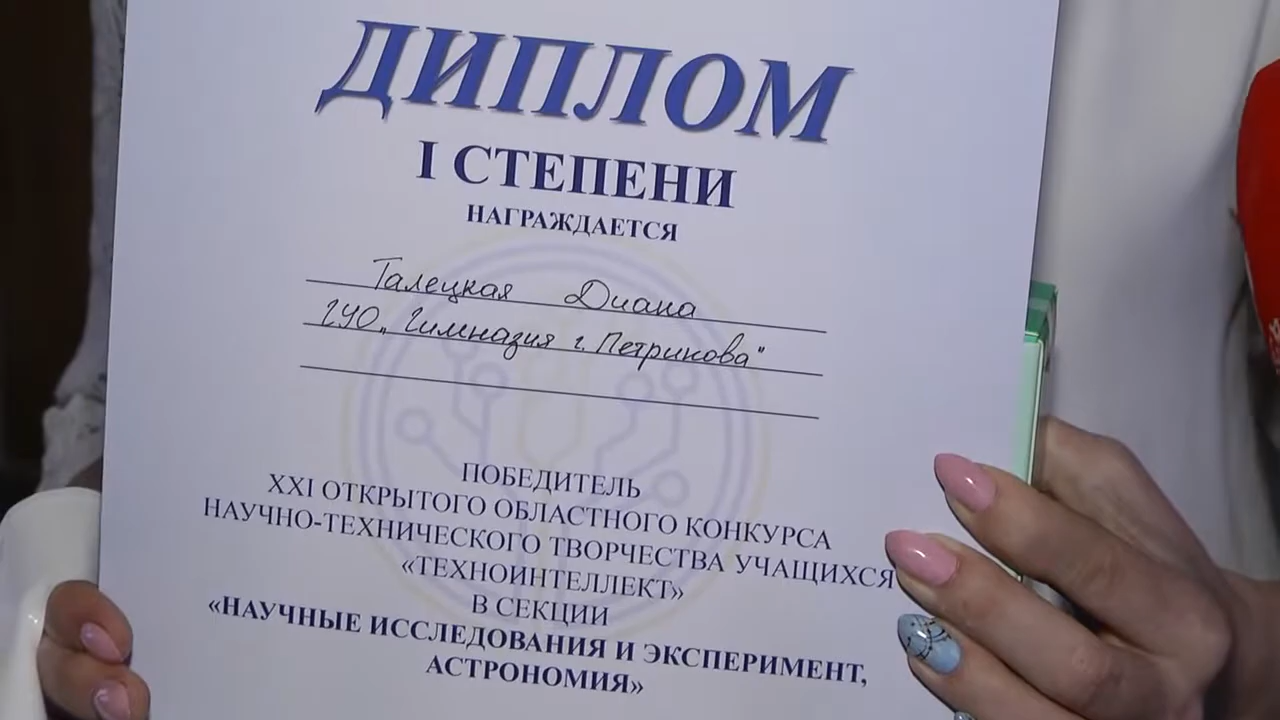 ДИПЛОМ
I СТЕПЕНИ
НАГРАЖДАЕТСЯ
Талецкая Диана
ГУО „Гимназия г. Петрикова"
ПОБЕДИТЕЛЬ
XXI ОТКРЫТОГО ОБЛАСТНОГО КОНКУРСА
НАУЧНО-ТЕХНИЧЕСКОГО ТВОРЧЕСТВА УЧАЩИХСЯ
«ТЕХНОИНТЕЛЛЕКТ»
В СЕКЦИИ
«НАУЧНЫЕ ИССЛЕДОВАНИЯ И ЭКСПЕРИМЕНТ,
АСТРОНОМИЯ»